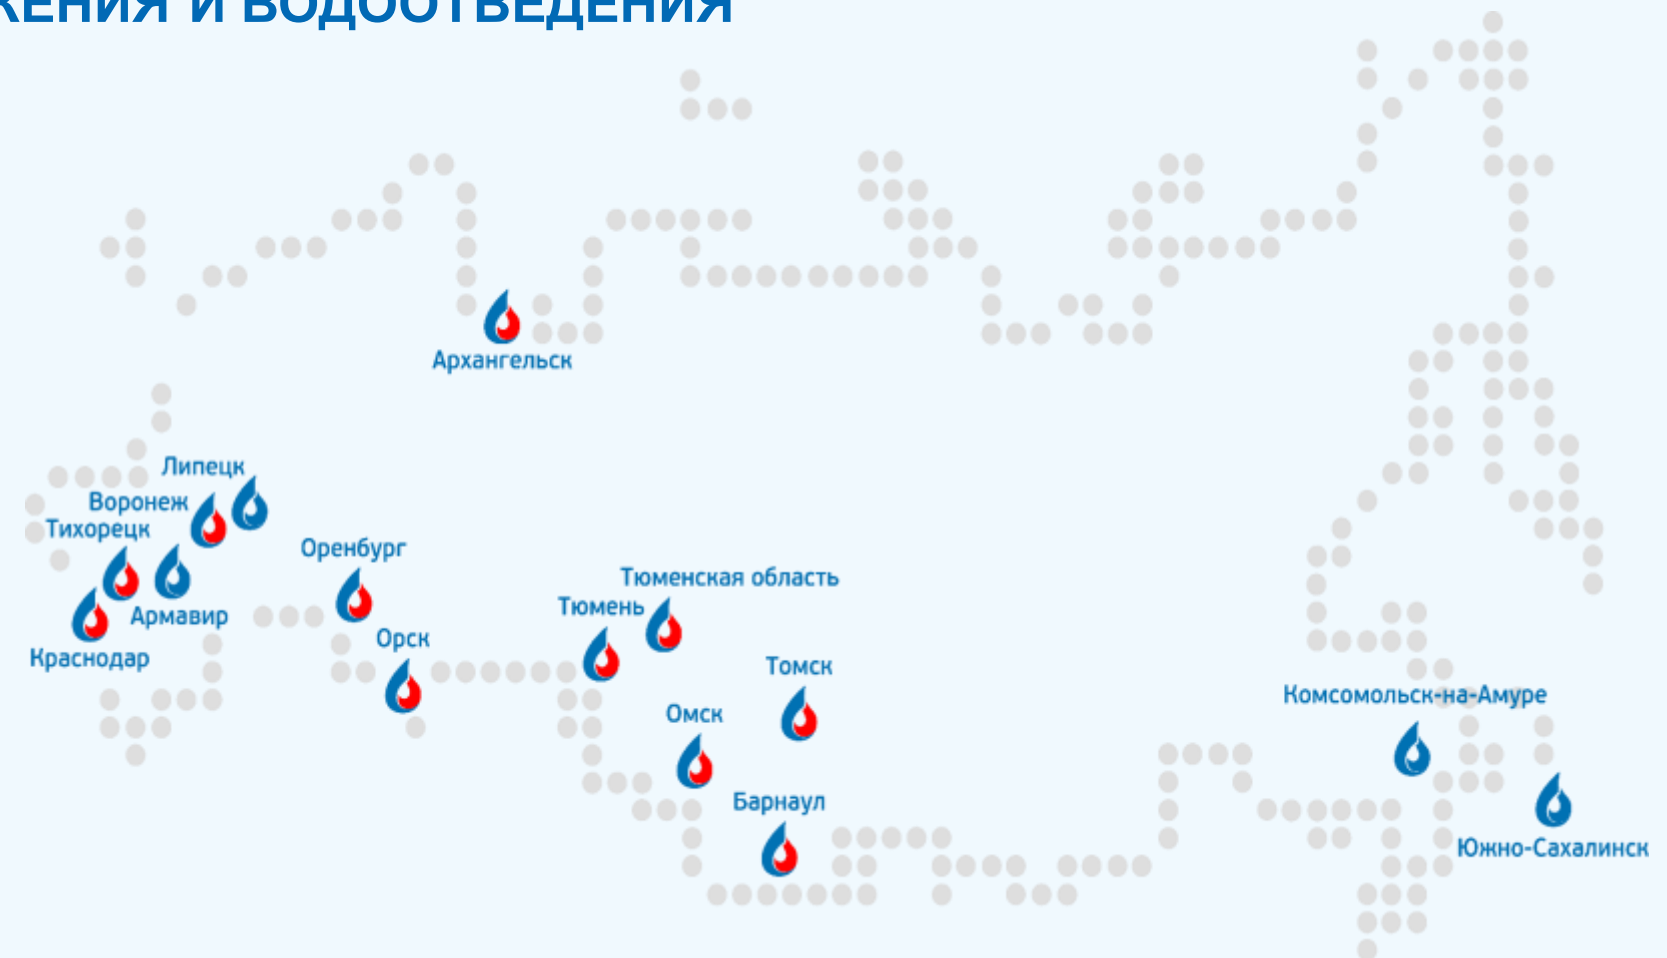 И ВОДООТВЕДЕНИЯ
Архангельск
Липецк
Воронеж
Тихорецк
Оренбург
Тюменская область
Тюмень
Армавир
Орск
Краснодар
Томск
Комсомольск-на-Амуре
Омск
Барнаул
Южно-Сахалинск